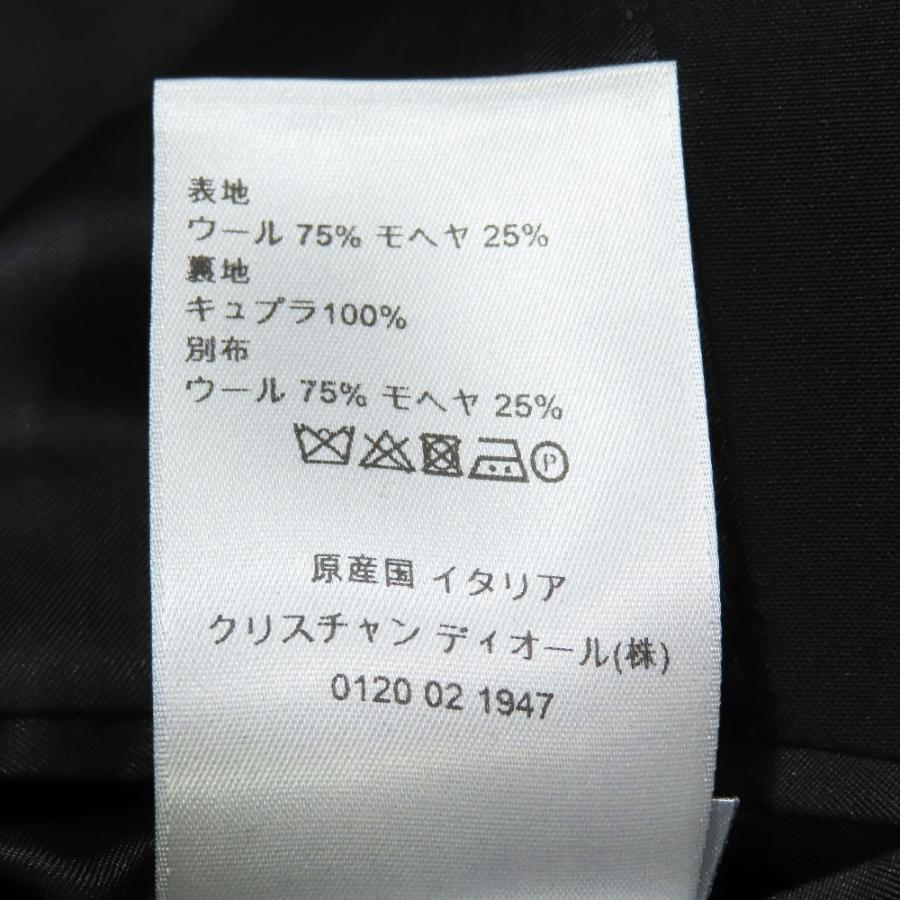 表地
ウール 75% モヘヤ 25%
裏地
キュプラ100%
別布
ウール 75% モヘヤ 25%
P
原産国 イタリア
クリスチャン ディオール(株)
0120 02 1947